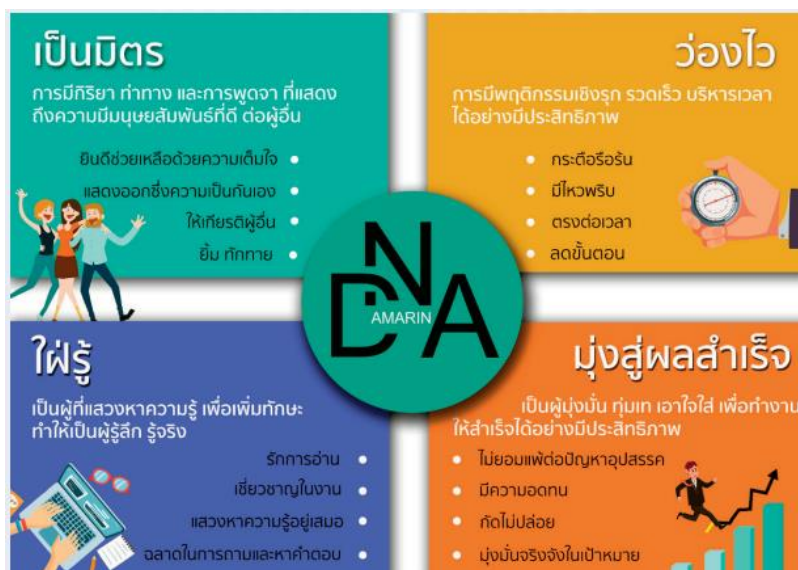 เป็นมิตร
การมีกิริยา ท่าทาง และการพูดจา ที่แสดง
ถึงความมีมนุษยสัมพันธ์ที่ดี ต่อผู้อื่น
ยินดีช่วยเหลือด้วยความเต็มใจ
แสดงออกซึ่งความเป็นกันเอง
ให้เกียรติผู้อื่น
ยิ้ม ทักทาย
ว่องไว
การมีพฤติกรรมเชิงรุก รวดเร็ว บริหารเวลา
ได้อย่างมีประสิทธิภาพ
กระตือรือร้น
มีไหวพริบ
ตรงต่อเวลา
ลดขั้นตอน
DNA
AMARIN
ใฝ่รู้
เป็นผู้ที่แสวงหาความรู้ เพื่อเพิ่มทักษะ
ทำให้เป็นผู้รู้ลึก รู้จริง
รักการอ่าน
เชี่ยวชาญในงาน
แสวงหาความรู้อยู่เสมอ
ฉลาดในการถามและหาคำตอบ
มุ่งสู่ผลสำเร็จ
เป็นผู้มุ่งมั่น ทุ่มเท เอาใจใส่ เพื่อทำงาน
ให้สำเร็จได้อย่างมีประสิทธิภาพ
ไม่ยอมแพ้ต่อปัญหาอุปสรรค
มีความอดทน
กัดไม่ปล่อย
มุ่งมั่นจริงจังในเป้าหมาย